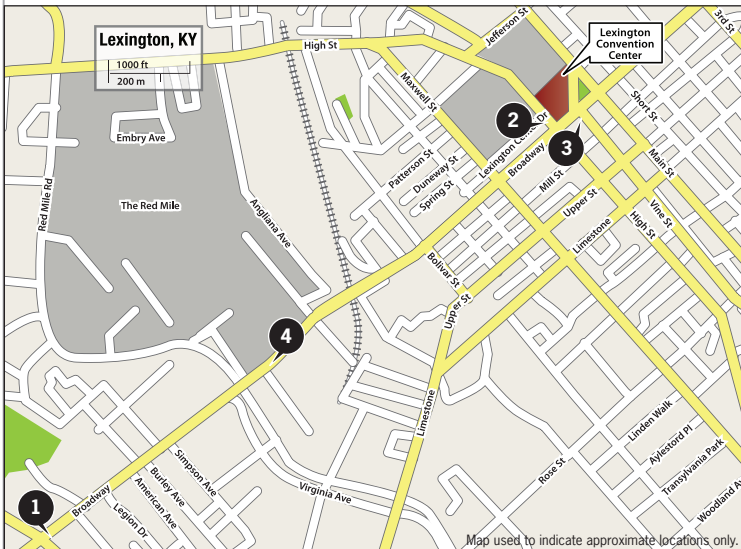 Lexington, KY
1000 ft
200 m
High St
Jefferson St
Lexington
Convention
Center
3rd St
Maxwell St
Short St
2
Lexington Center Dr
3
Embry Ave
Patterson St
Duneway St
Spring St
Broadway
Mill St
Main St
The Red Mile
Red Mile Rd
Angliana Ave
Upper St
Vine St
High St
Limestone
Bolivar St
Upper St
4
Limestone
Linden Walk
Aylestord Pl
Transylvania Park
Rose St
Woodland Av
Simpson Ave
Burley Ave
American Ave
Legion Dr
Broadway
Virginia Ave
1
Map used to indicate approximate locations only.